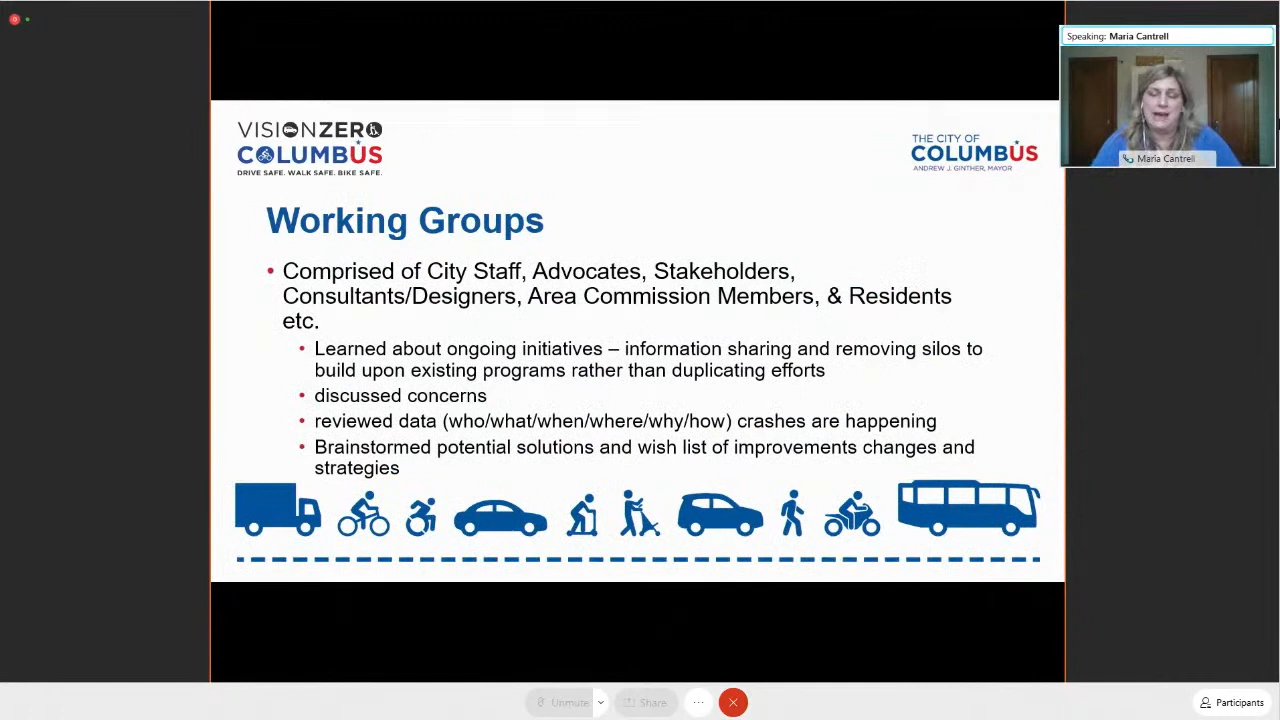 Speaking: Maria Cantrell
Maria Cantrell
VISIONZERO
COLUMBUS
DRIVE SAFE. WALK SAFE. BIKE SAFE.
THE CITY OF
COLUMBUS
ANDREW J. GINTHER, MAYOR
Working Groups
• Comprised of City Staff, Advocates, Stakeholders,
Consultants/Designers, Area Commission Members, & Residents
etc.
• Learned about ongoing initiatives – information sharing and removing silos to
build upon existing programs rather than duplicating efforts
• discussed concerns
• reviewed data (who/what/when/where/why/how) crashes are happening
• Brainstormed potential solutions and wish list of improvements changes and
strategies
Unmute
Share
Participants